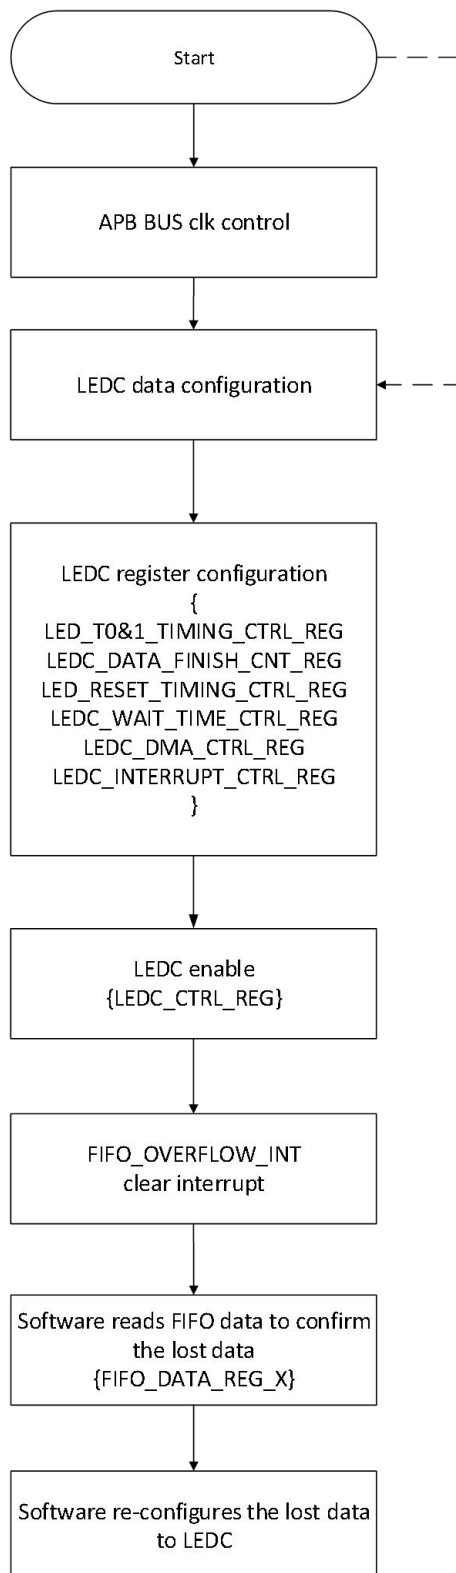 Start
APB BUS clk control
LEDC data configuration
LEDC register configuration
{
LED_T0&1_TIMING_CTRL_REG
LEDC_DATA_FINISH_CNT_REG
LED_RESET_TIMING_CTRL_REG
LEDC_WAIT_TIME_CTRL_REG
LEDC_DMA_CTRL_REG
LEDC_INTERRUPT_CTRL_REG
}
LEDC enable
{LEDC_CTRL_REG}
FIFO_OVERFLOW_INT
clear interrupt
Software reads FIFO data to confirm
the lost data
{FIFO_DATA_REG_X}
Software re-configures the lost data
to LEDC